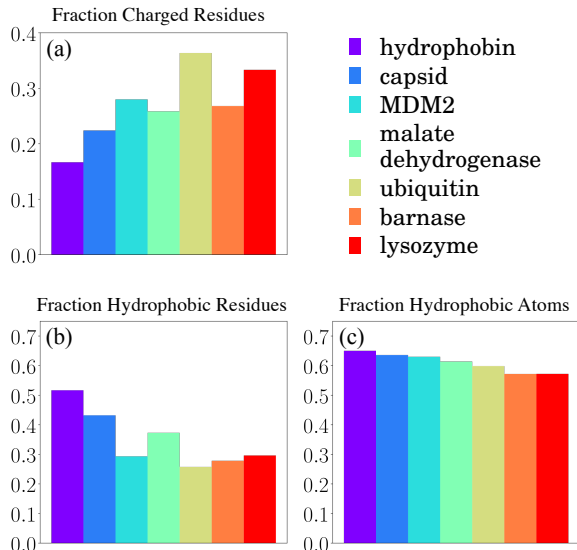 Fraction Charged Residues
(a)
0.4
0.3
0.2
0.1
0.0
hydrophobin
capsid
MDM2
malate
dehydrogenase
ubiquitin
barnase
lysozyme
Fraction Hydrophobic Residues
(b)
0.7
0.6
0.5
0.4
0.3
0.2
0.1
0.0
Fraction Hydrophobic Atoms
(c)
0.7
0.6
0.5
0.4
0.3
0.2
0.1
0.0